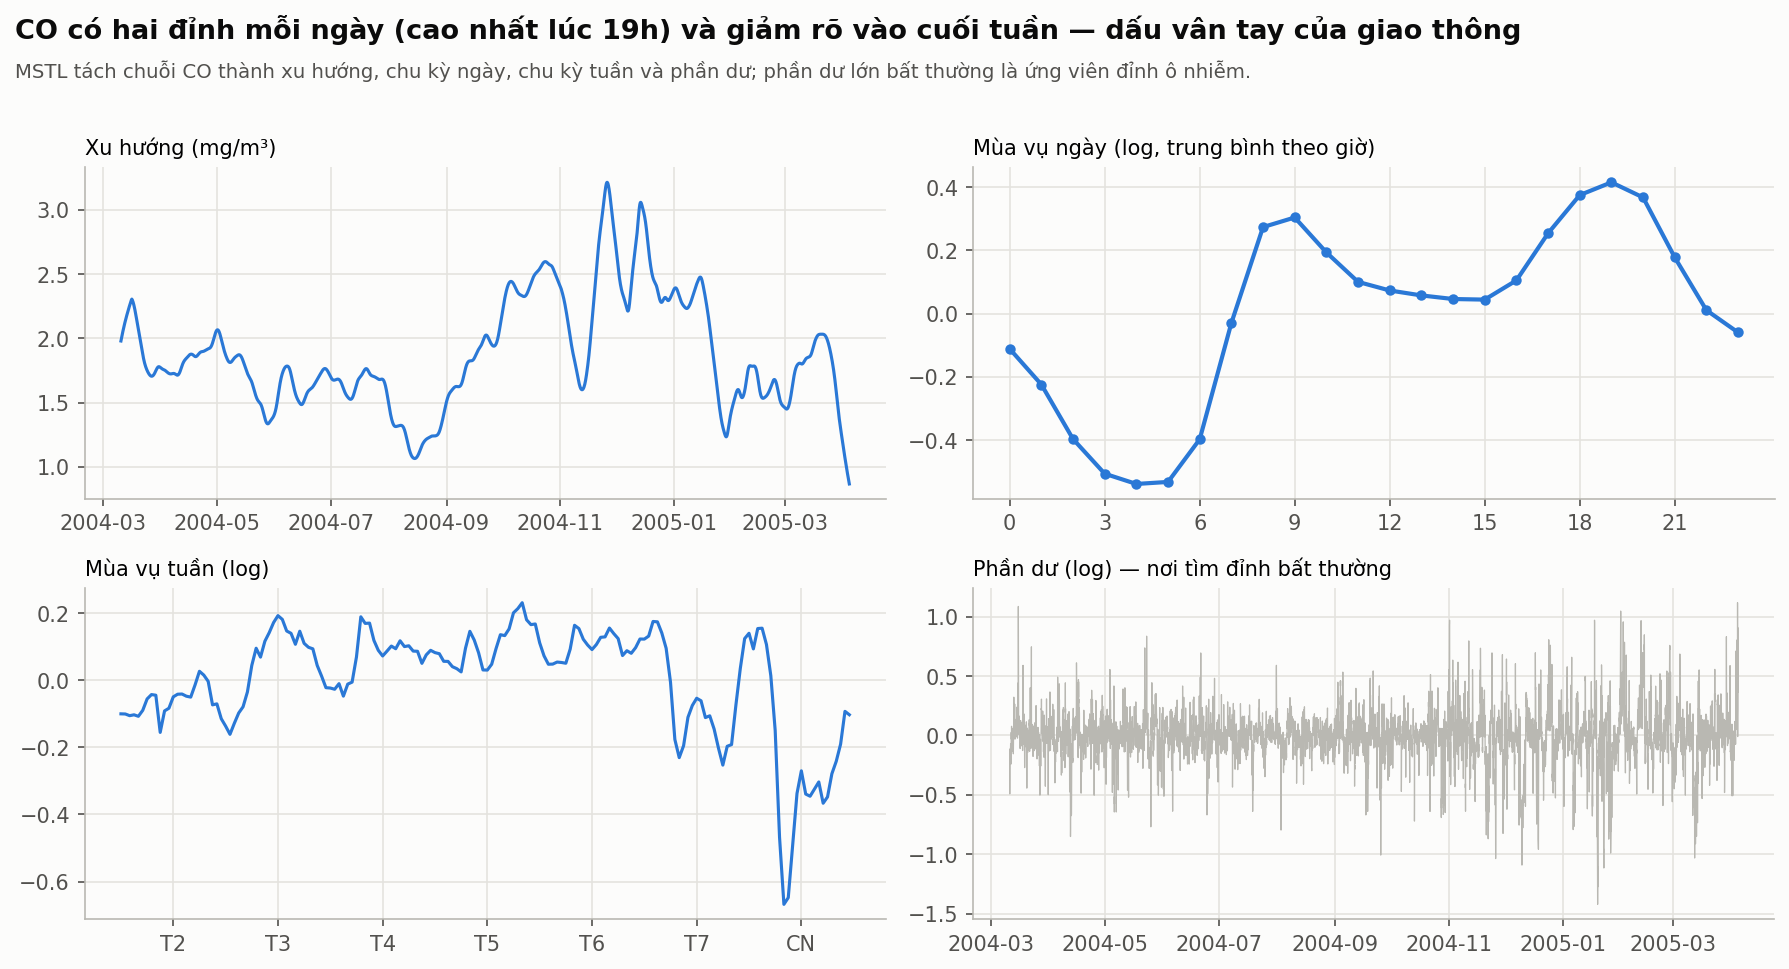 CO có hai đỉnh mỗi ngày (cao nhất lúc 19h) và giảm rõ vào cuối tuần — dấu vân tay của giao thông
MSTL tách chuỗi CO thành xu hướng, chu kỳ ngày, chu kỳ tuần và phần dư; phần dư lớn bất thường là ứng viên đỉnh ô nhiễm.
Xu hướng (mg/m³)
3.0
2.5
2.0
1.5
1.0
2004-03 2004-05 2004-07 2004-09 2004-11 2005-01 2005-03
Mùa vụ ngày (log, trung bình theo giờ)
0.4
0.2
0.0
−0.2
−0.4
0 3 6 9 12 15 18 21
Mùa vụ tuần (log)
0.2
0.0
−0.2
−0.4
−0.6
T2 T3 T4 T5 T6 T7 CN
Phần dư (log) — nơi tìm đỉnh bất thường
1.0
0.5
0.0
−0.5
−1.0
−1.5
2004-03 2004-05 2004-07 2004-09 2004-11 2005-01 2005-03